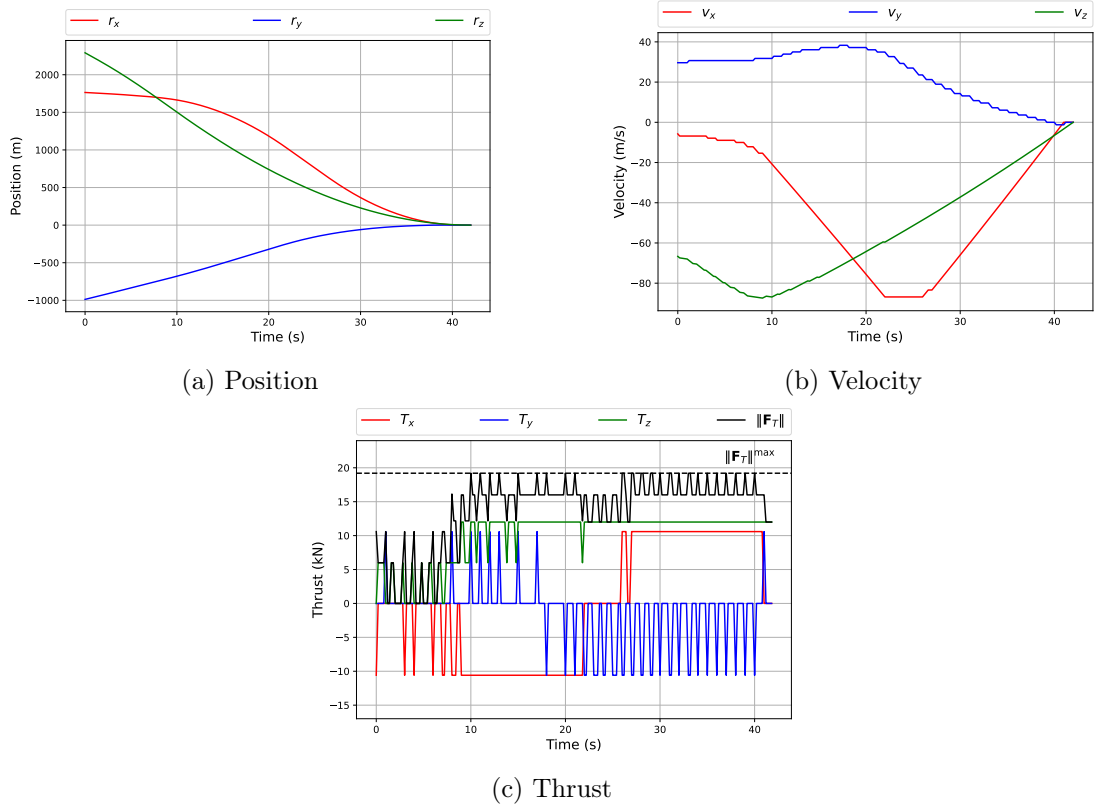 r_x r_y r_z
2000
1500
1000
500
0
−500
−1000
Position (m)
0 10 20 30 40
Time (s)
(a) Position
v_x v_y v_z
40
20
0
−20
−40
−60
−80
Velocity (m/s)
0 10 20 30 40
Time (s)
(b) Velocity
T_x T_y T_z ‖F_T‖
‖F_T‖^max
20
15
10
5
0
−5
−10
−15
Thrust (kN)
0 10 20 30 40
Time (s)
(c) Thrust